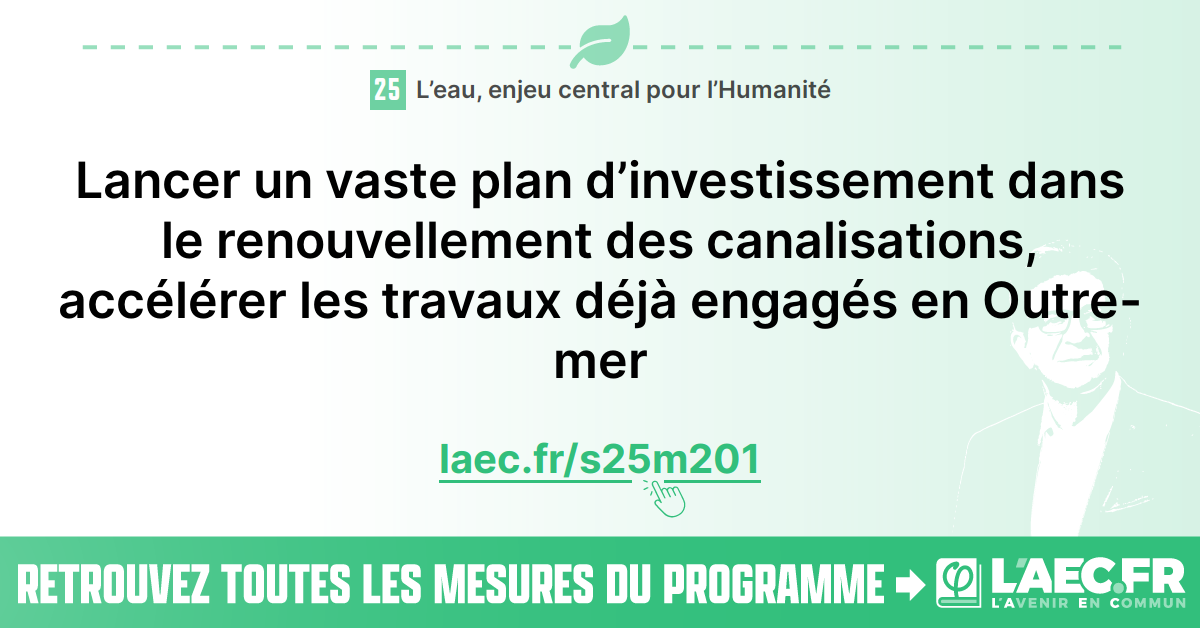 25 L’eau, enjeu central pour l’Humanité
Lancer un vaste plan d’investissement dans
le renouvellement des canalisations,
accélérer les travaux déjà engagés en Outre-
mer
laec.fr/s25m201
RETROUVEZ TOUTES LES MESURES DU PROGRAMME
L'AEC.FR
L'AVENIR EN COMMUN